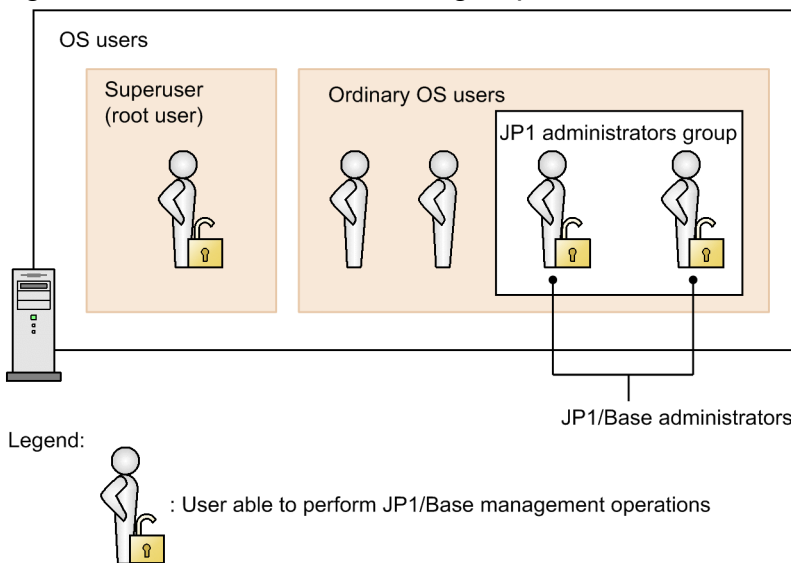 OS users
Superuser
(root user)
Ordinary OS users
JP1 administrators group
JP1/Base administrators
Legend:
: User able to perform JP1/Base management operations